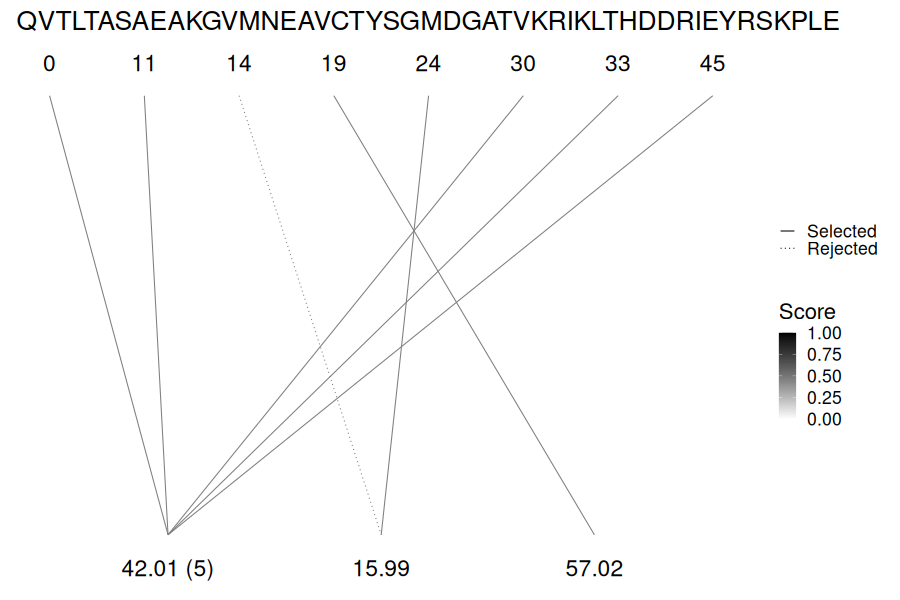 QVTLTASAEAKGVMNEAVCTYSGMDGATVKRIKLTHDDRIEYRSKPLE
0 11 14 19 24 30 33 45
Selected
Rejected
Score
1.00
0.75
0.50
0.25
0.00
42.01 (5) 15.99 57.02